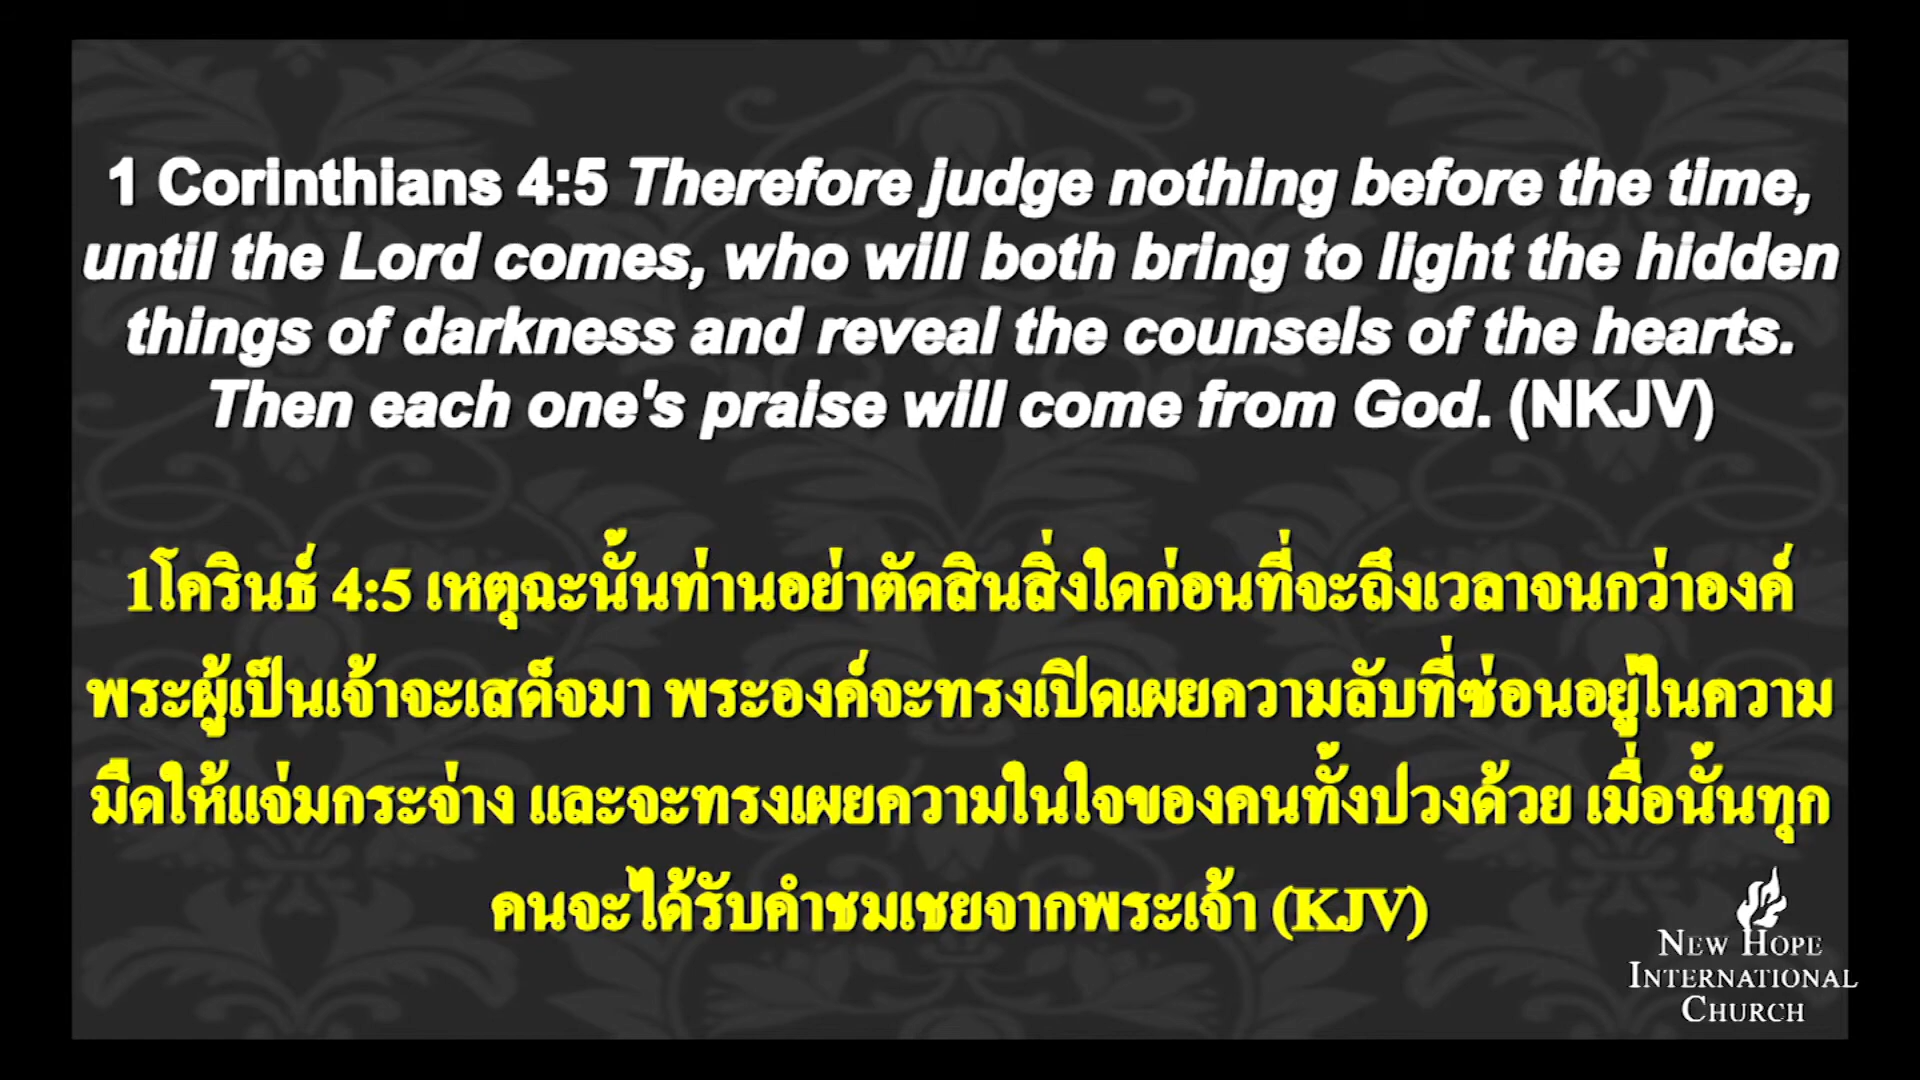 1 Corinthians 4:5 Therefore judge nothing before the time,
until the Lord comes, who will both bring to light the hidden
things of darkness and reveal the counsels of the hearts.
Then each one's praise will come from God. (NKJV)
1โครินธ์ 4:5 เหตุฉะนั้นท่านอย่าตัดสินสิ่งใดก่อนที่จะถึงเวลาจนกว่าองค์
พระผู้เป็นเจ้าจะเสด็จมา พระองค์จะทรงเปิดเผยความลับที่ซ่อนอยู่ในความ
มืดให้แจ่มกระจ่าง และจะทรงเผยความในใจของคนทั้งปวงด้วย เมื่อนั้นทุก
คนจะได้รับคำชมเชยจากพระเจ้า (KJV)
NEW HOPE
INTERNATIONAL
CHURCH